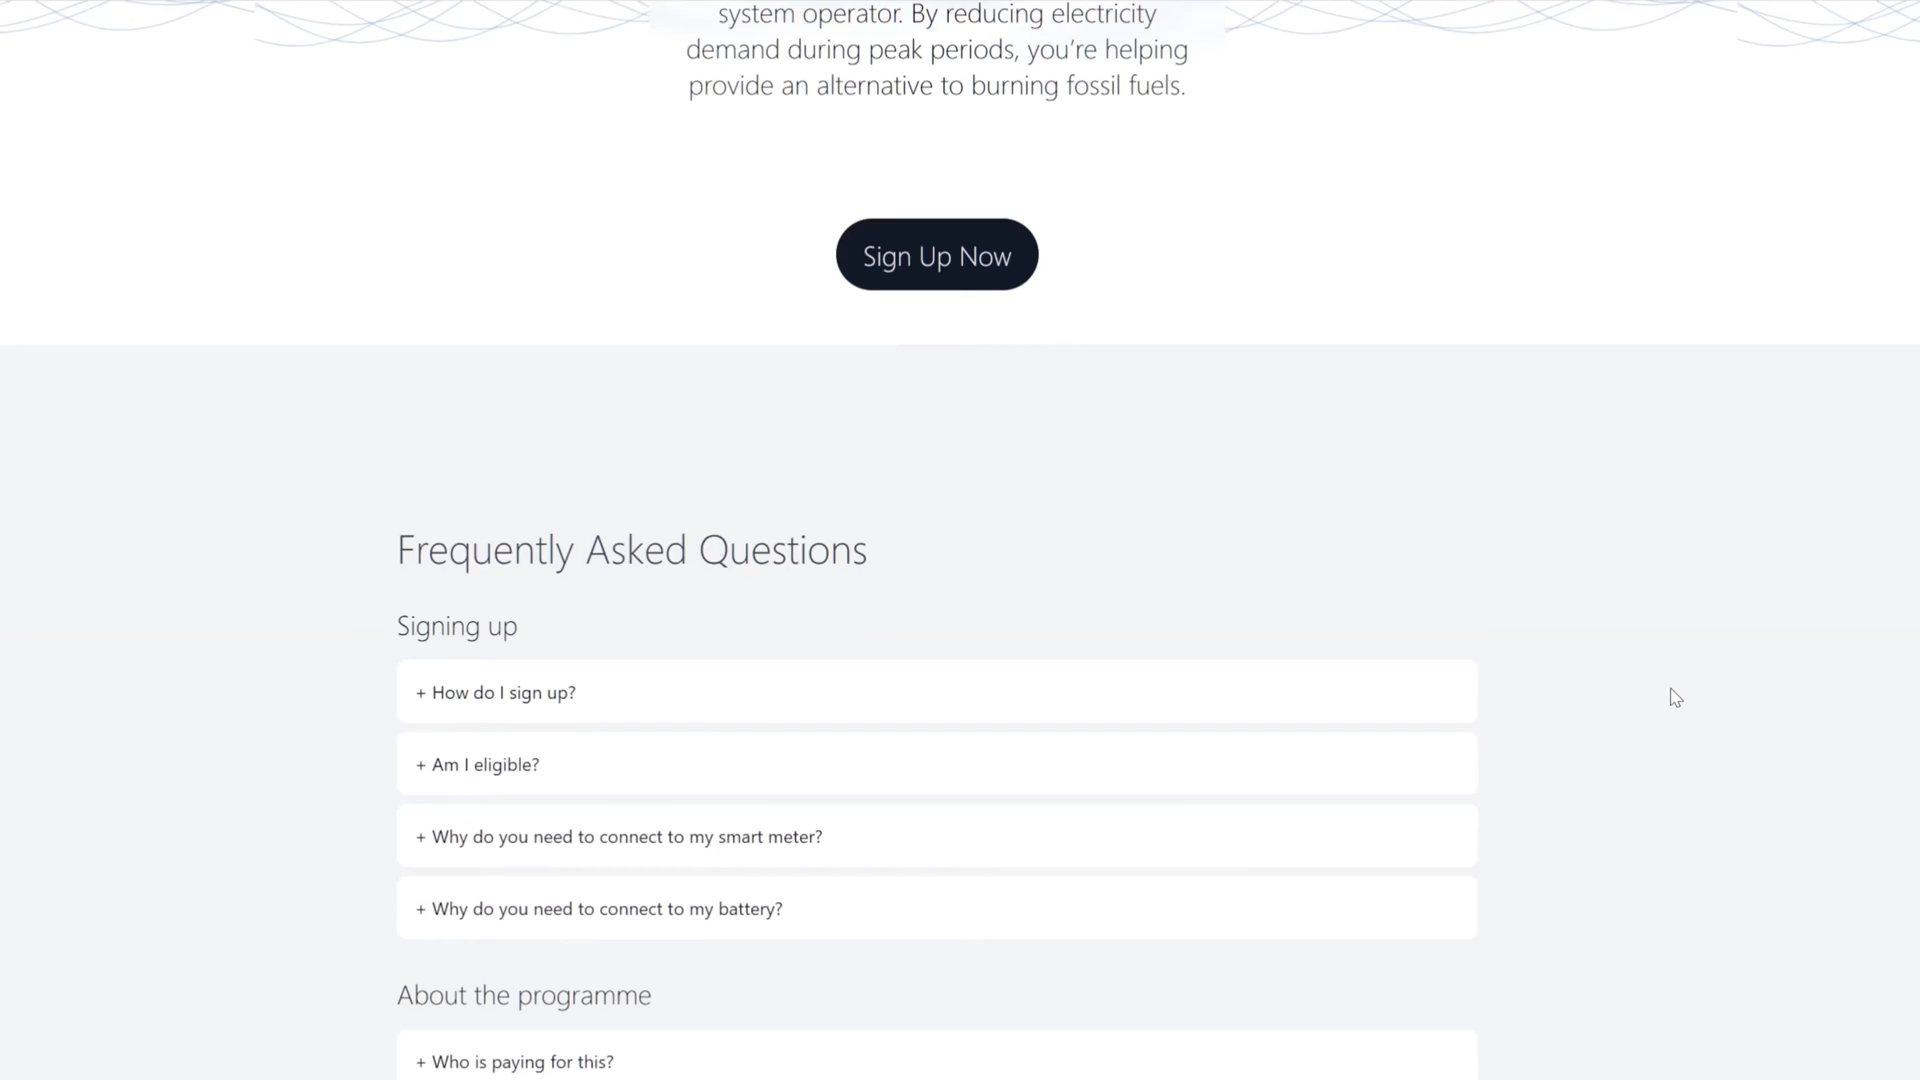 system operator. By reducing electricity
demand during peak periods, you’re helping
provide an alternative to burning fossil fuels.
Sign Up Now
Frequently Asked Questions
Signing up
+ How do I sign up?
+ Am I eligible?
+ Why do you need to connect to my smart meter?
+ Why do you need to connect to my battery?
About the programme
+ Who is paying for this?